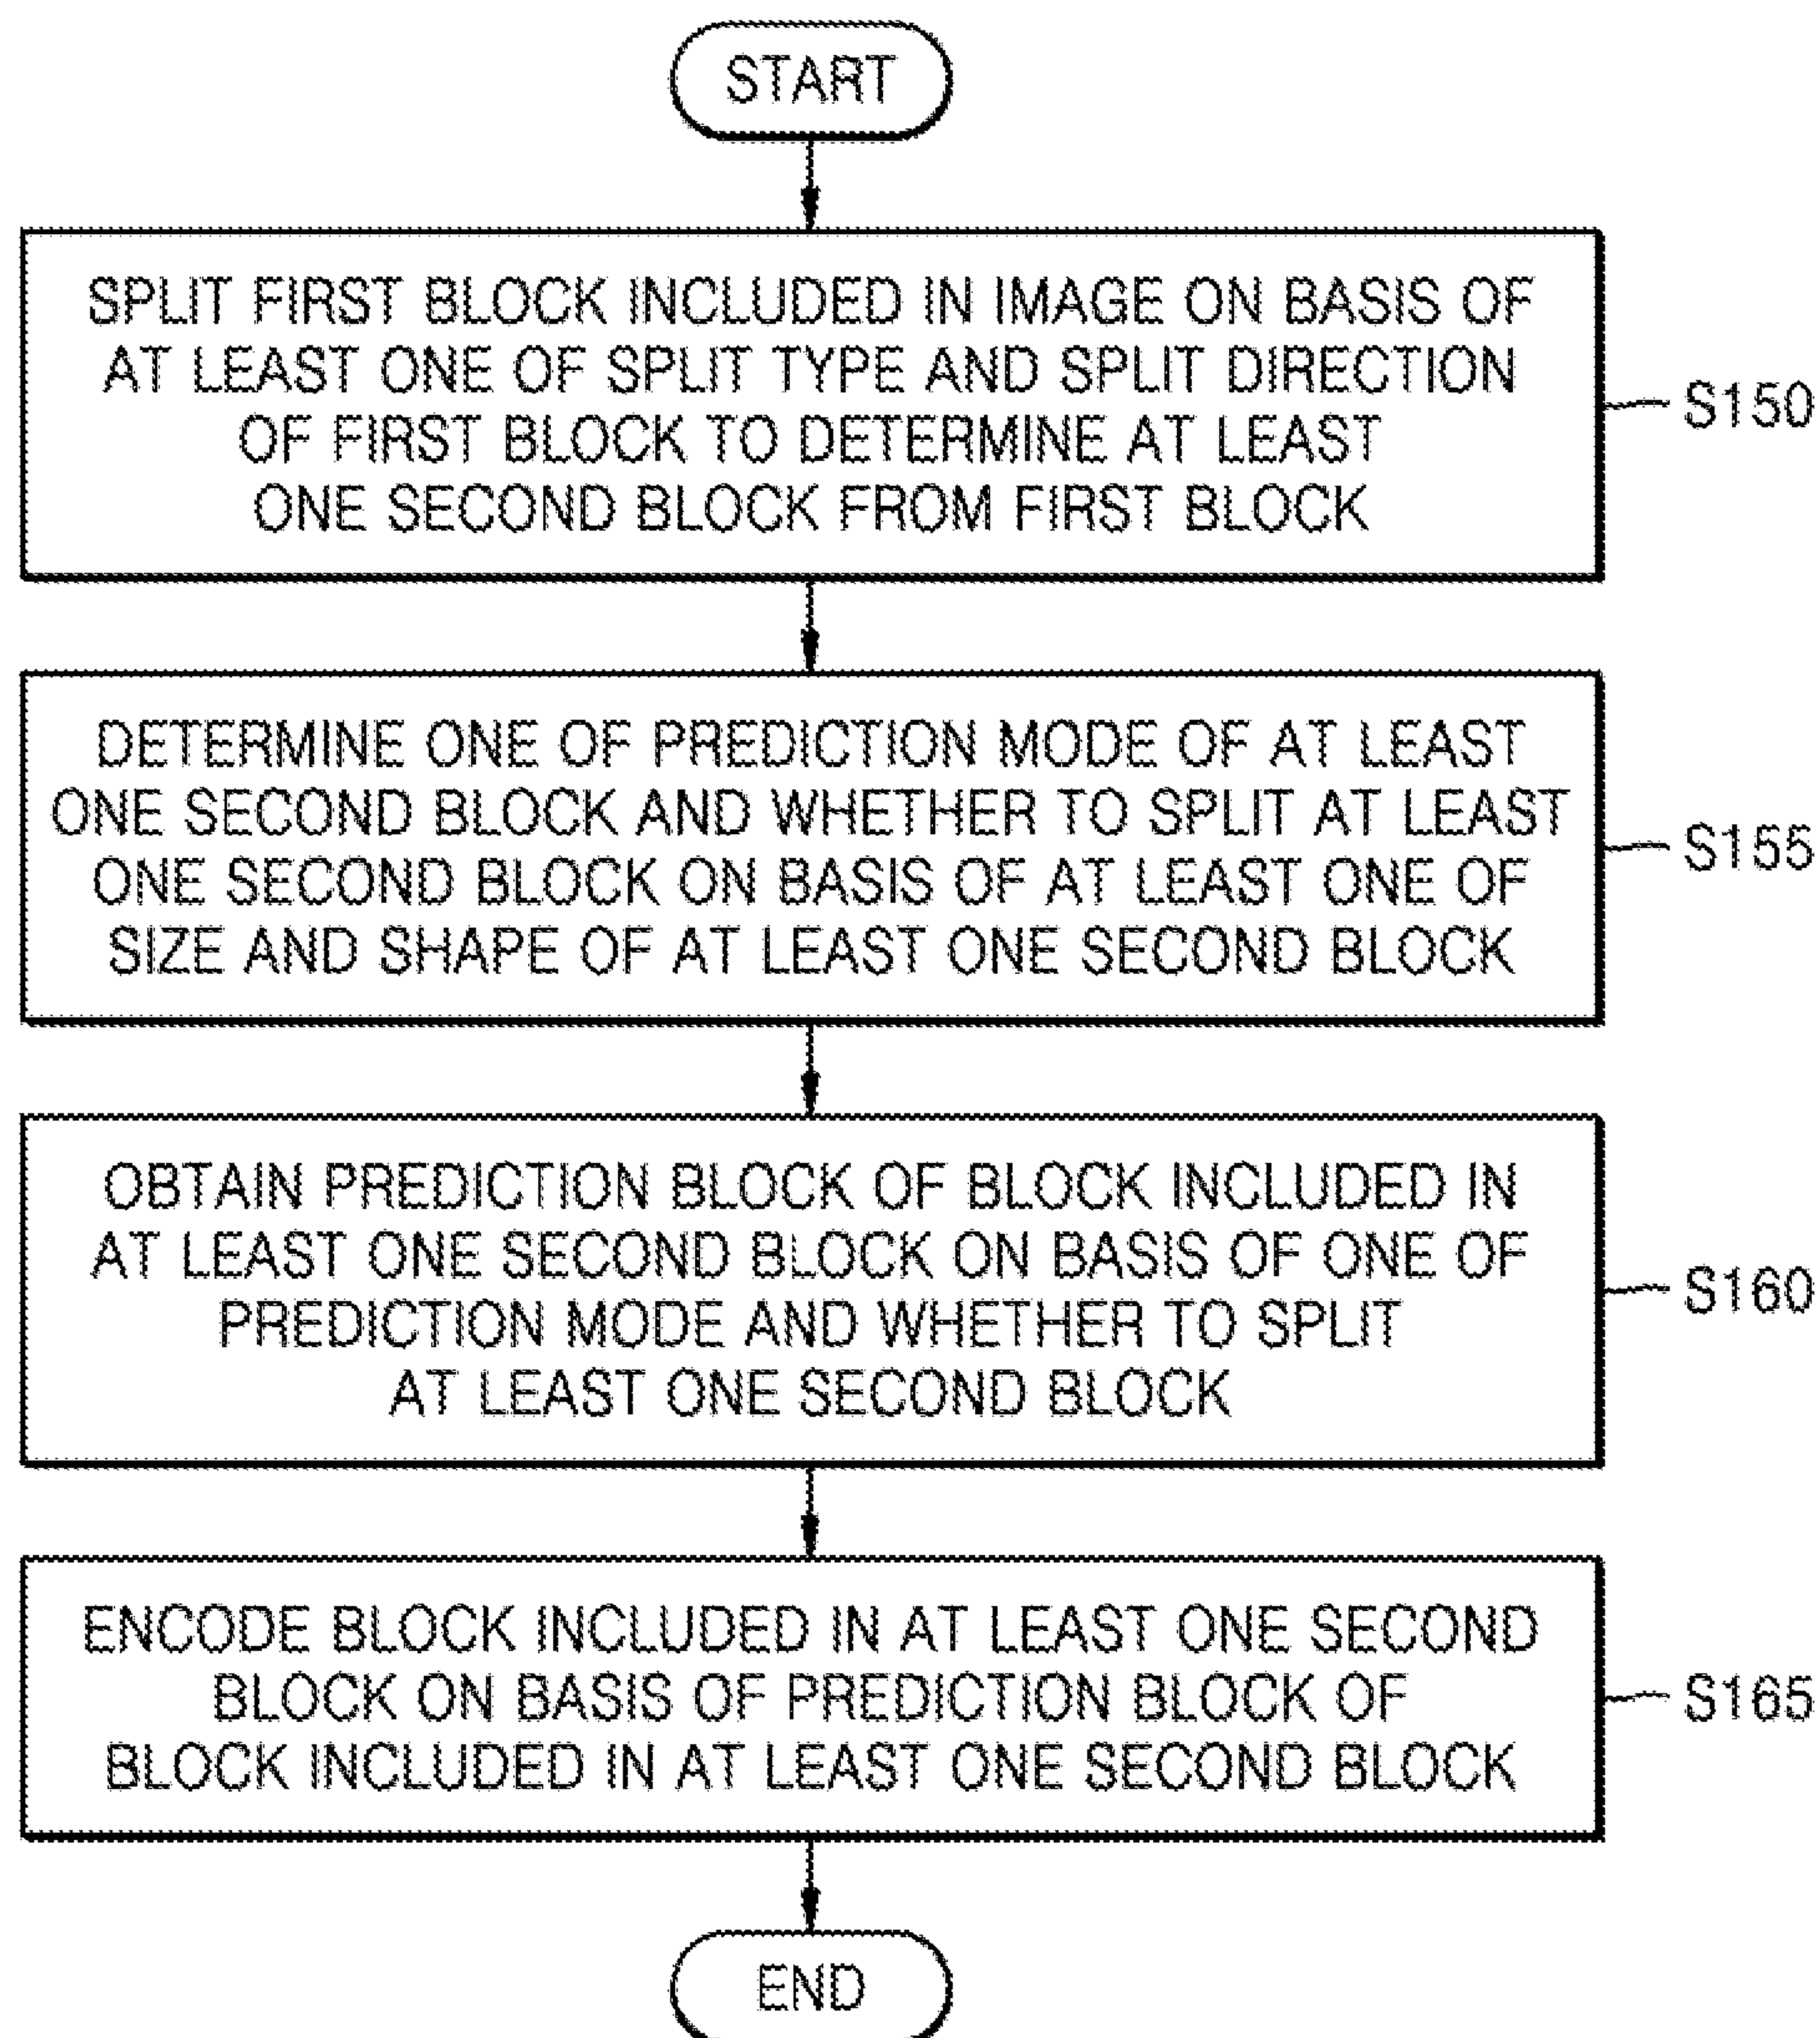 START
SPLIT FIRST BLOCK INCLUDED IN IMAGE ON BASIS OF
AT LEAST ONE OF SPLIT TYPE AND SPLIT DIRECTION
OF FIRST BLOCK TO DETERMINE AT LEAST
ONE SECOND BLOCK FROM FIRST BLOCK
S150
DETERMINE ONE OF PREDICTION MODE OF AT LEAST
ONE SECOND BLOCK AND WHETHER TO SPLIT AT LEAST
ONE SECOND BLOCK ON BASIS OF AT LEAST ONE OF
SIZE AND SHAPE OF AT LEAST ONE SECOND BLOCK
S155
OBTAIN PREDICTION BLOCK OF BLOCK INCLUDED IN
AT LEAST ONE SECOND BLOCK ON BASIS OF ONE OF
PREDICTION MODE AND WHETHER TO SPLIT
AT LEAST ONE SECOND BLOCK
S160
ENCODE BLOCK INCLUDED IN AT LEAST ONE SECOND
BLOCK ON BASIS OF PREDICTION BLOCK OF
BLOCK INCLUDED IN AT LEAST ONE SECOND BLOCK
S165
END